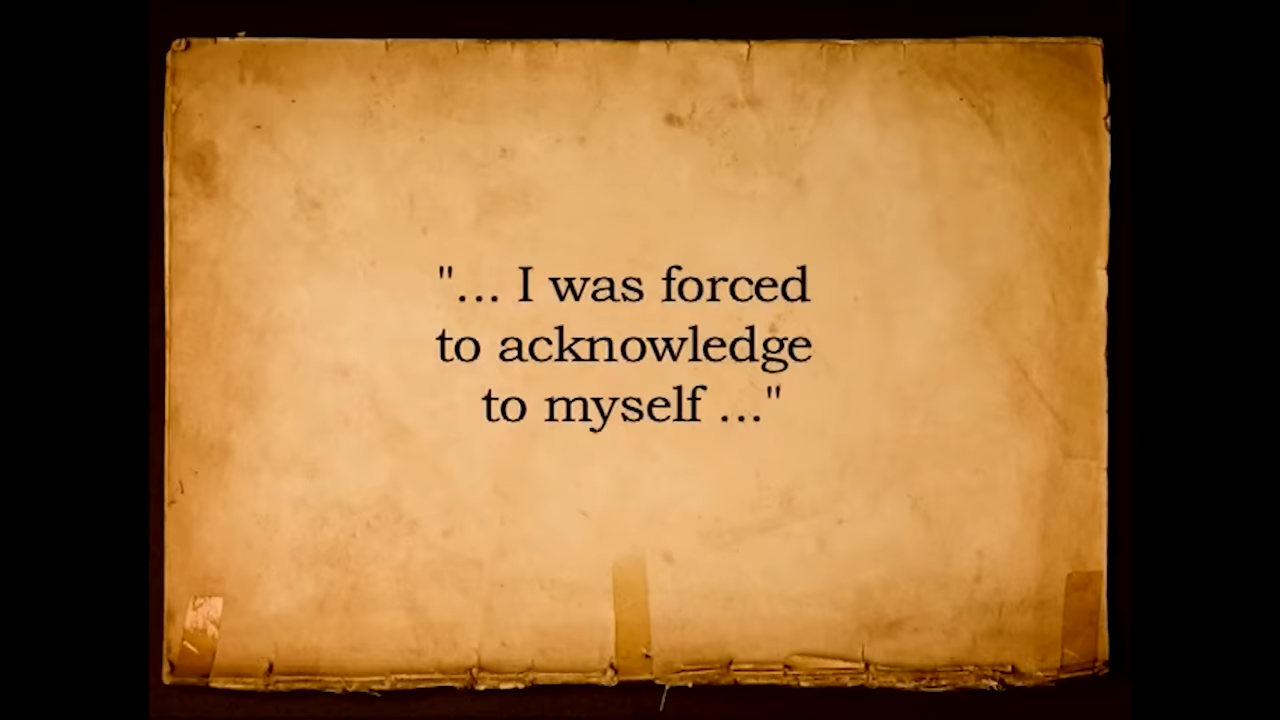 "... I was forced
to acknowledge
to myself ..."